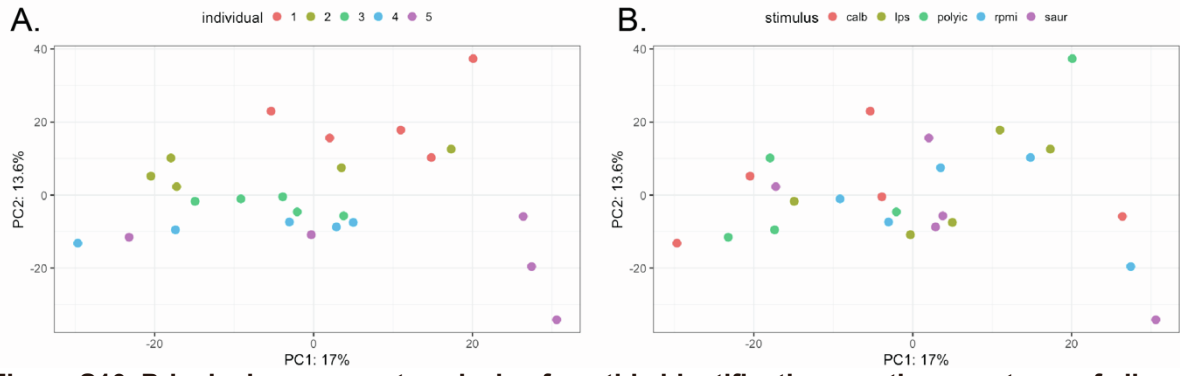 A.
individual 1 2 3 4 5
40
20
0
-20
PC2: 13.6%
-20 0 20
PC1: 17%
B.
stimulus calb lps polyic rpmi saur
40
20
0
-20
PC2: 13.6%
-20 0 20
PC1: 17%